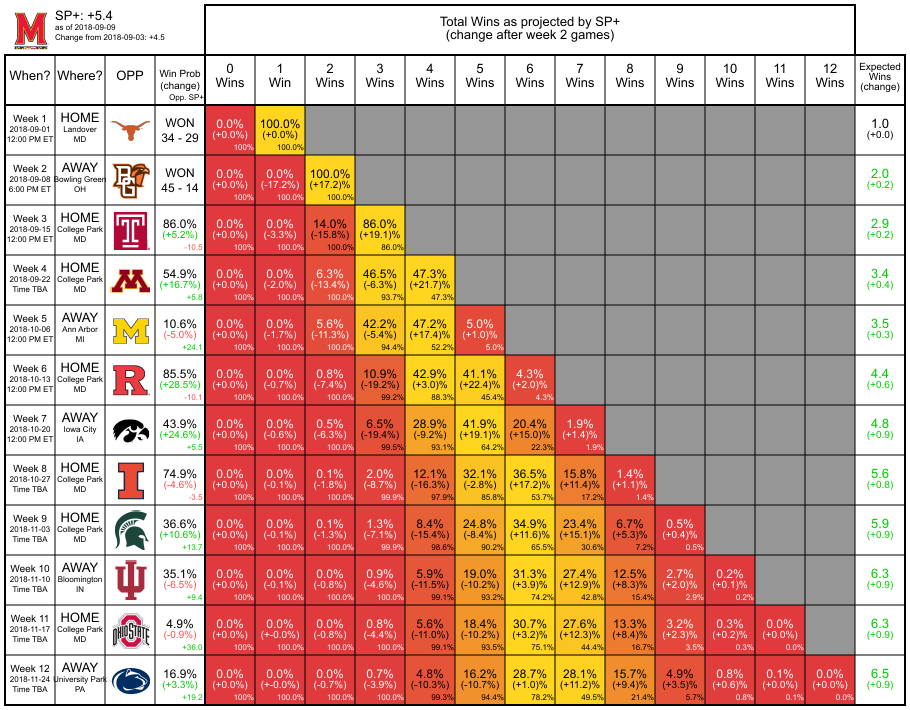 M
SP+: +5.4
as of 2018-09-09
Change from 2018-09-03: +4.5
Total Wins as projected by SP+
(change after week 2 games)
When? Where? OPP Win Prob (change) Opp. SP+ 0 Wins 1 Win 2 Wins 3 Wins 4 Wins 5 Wins 6 Wins 7 Wins 8 Wins 9 Wins 10 Wins 11 Wins 12 Wins Expected Wins (change)
Week 1 HOME WON 0.0% 100.0% 1.0
2018-09-01 Landover 34 - 29 (+0.0%) (+0.0%) (+0.0)
12:00 PM ET MD 100% 100.0%
Week 2 AWAY WON 0.0% 0.0% 100.0% 2.0
2018-09-08 Bowling Green BG 45 - 14 (+0.0%) (-17.2%) (+17.2)% (+0.2)
6:00 PM ET OH 100% 100.0% 100.0%
Week 3 HOME T 86.0% 0.0% 0.0% 14.0% 86.0% 2.9
2018-09-15 College Park (+5.2%) (+0.0%) (-3.3%) (-15.8%) (+19.1)% (+0.2)
12:00 PM ET MD -10.5 100% 100.0% 100.0% 86.0%
Week 4 HOME M 54.9% 0.0% 0.0% 6.3% 46.5% 47.3% 3.4
2018-09-22 College Park (+16.7%) (+0.0%) (-2.0%) (-13.4%) (-6.3%) (+21.7)% (+0.4)
Time TBA MD +5.8 100% 100.0% 100.0% 93.7% 47.3%
Week 5 AWAY M 10.6% 0.0% 0.0% 5.6% 42.2% 47.2% 5.0% 3.5
2018-10-06 Ann Arbor (-5.0%) (+0.0%) (-1.7%) (-11.3%) (-5.4%) (+17.4)% (+1.0)% (+0.3)
12:00 PM ET MI +24.1 100% 100.0% 100.0% 94.4% 52.2% 5.0%
Week 6 HOME R 85.5% 0.0% 0.0% 0.8% 10.9% 42.9% 41.1% 4.3% 4.4
2018-10-13 College Park (+28.5%) (+0.0%) (-0.7%) (-7.4%) (-19.2%) (+3.0)% (+22.4)% (+2.0)% (+0.6)
12:00 PM ET MD -10.1 100% 100.0% 100.0% 99.2% 88.3% 45.4% 4.3%
Week 7 AWAY 43.9% 0.0% 0.0% 0.5% 6.5% 28.9% 41.9% 20.4% 1.9% 4.8
2018-10-20 Iowa City (+24.6%) (+0.0%) (-0.6%) (-6.3%) (-19.4%) (-9.2%) (+19.1)% (+15.0)% (+1.4)% (+0.9)
12:00 PM ET IA +5.5 100% 100.0% 100.0% 99.5% 93.1% 64.2% 22.3% 1.9%
Week 8 HOME I 74.9% 0.0% 0.0% 0.1% 2.0% 12.1% 32.1% 36.5% 15.8% 1.4% 5.6
2018-10-27 College Park (-4.6%) (+0.0%) (-0.1%) (-1.8%) (-8.7%) (-16.3%) (-2.8%) (+17.2)% (+11.4)% (+1.1)% (+0.8)
Time TBA MD -3.5 100% 100.0% 100.0% 99.9% 97.9% 85.8% 53.7% 17.2% 1.4%
Week 9 HOME 36.6% 0.0% 0.0% 0.1% 1.3% 8.4% 24.8% 34.9% 23.4% 6.7% 0.5% 5.9
2018-11-03 College Park (+10.6%) (+0.0%) (-0.1%) (-1.3%) (-7.1%) (-15.4%) (-8.4%) (+11.6)% (+15.1)% (+5.3)% (+0.4)% (+0.9)
Time TBA MD +13.7 100% 100.0% 100.0% 99.9% 98.6% 90.2% 65.5% 30.6% 7.2% 0.5%
Week 10 AWAY IU 35.1% 0.0% 0.0% 0.0% 0.9% 5.9% 19.0% 31.3% 27.4% 12.5% 2.7% 0.2% 6.3
2018-11-10 Bloomington (-6.5%) (+0.0%) (-0.1%) (-0.8%) (-4.6%) (-11.5%) (-10.2%) (+3.9)% (+12.9)% (+8.3)% (+2.0)% (+0.1)% (+0.9)
Time TBA IN +9.4 100% 100.0% 100.0% 100.0% 99.1% 93.2% 74.2% 42.8% 15.4% 2.9% 0.2%
Week 11 HOME OHIO STATE 4.9% 0.0% 0.0% 0.0% 0.8% 5.6% 18.4% 30.7% 27.6% 13.3% 3.2% 0.3% 0.0% 6.3
2018-11-17 College Park (-0.9%) (+0.0%) (+-0.0%) (-0.8%) (-4.4%) (-11.0%) (-10.2%) (+3.2)% (+12.3)% (+8.4)% (+2.3)% (+0.2)% (+0.0)% (+0.9)
Time TBA MD +36.0 100% 100.0% 100.0% 100.0% 99.1% 93.5% 75.1% 44.4% 16.7% 3.5% 0.3% 0.0%
Week 12 AWAY 16.9% 0.0% 0.0% 0.0% 0.7% 4.8% 16.2% 28.7% 28.1% 15.7% 4.9% 0.8% 0.1% 0.0% 6.5
2018-11-24 University Park (+3.3%) (+0.0%) (+-0.0%) (-0.7%) (-3.9%) (-10.3%) (-10.7%) (+1.0)% (+11.2)% (+9.4)% (+3.5)% (+0.6)% (+0.0)% (+0.0)% (+0.9)
Time TBA PA +19.2 100% 100.0% 100.0% 100.0% 99.3% 94.4% 78.2% 49.5% 21.4% 5.7% 0.8% 0.1% 0.0%